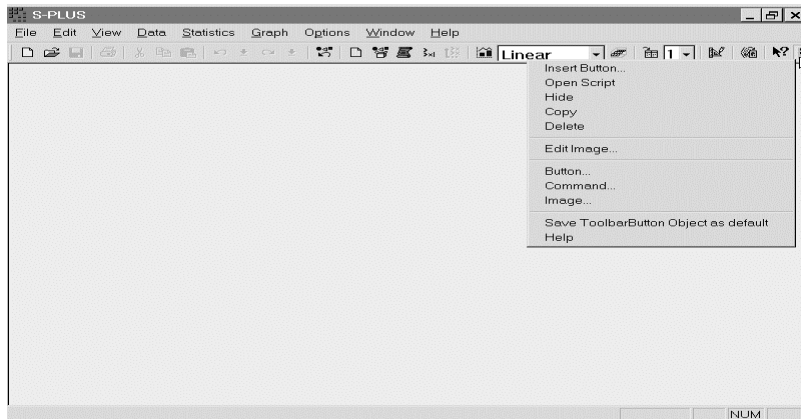 S-PLUS
File Edit View Data Statistics Graph Options Window Help
Linear 1
Insert Button...
Open Script
Hide
Copy
Delete
Edit Image...
Button...
Command...
Image...
Save ToolbarButton Object as default
Help
NUM